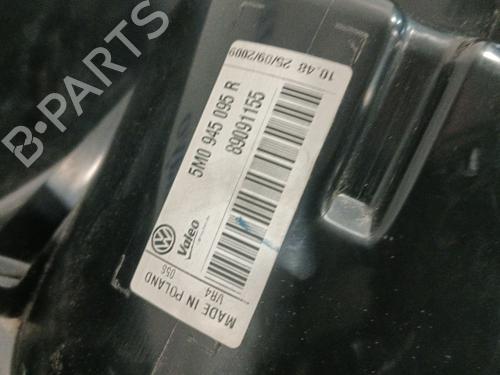 10.48 25/09/2009
5M0 945 095 R
89091155
Valeo
056
VR4
MADE IN POLAND
B-PARTS